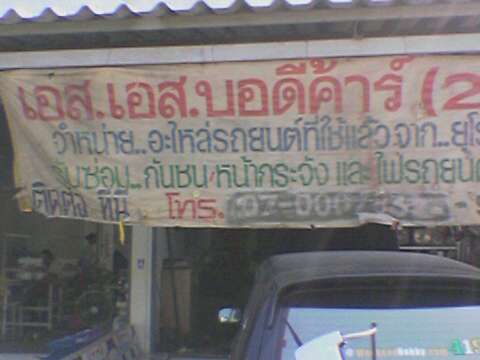 เอส.เอส.บอดี้คาร์ (2
จำหน่าย..อะไหล่รถยนต์ที่ใช้แล้ว.จาก...ยุโร
รับซ่อม...กันชน/หน้ากระจัง และไฟรถยนต์
ติดต่อ ที่นี่ โทร.